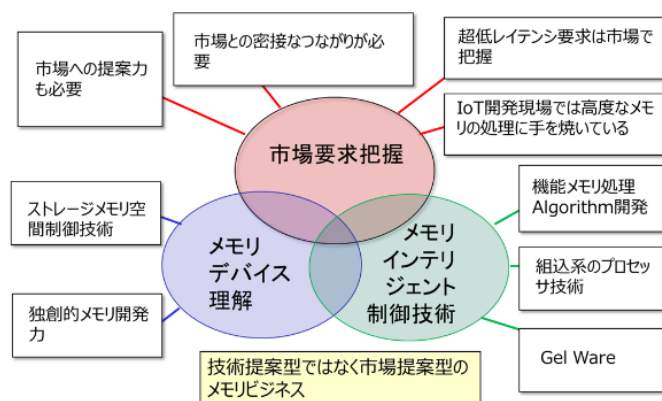 市場への提案力
も必要
市場との密接なつながりが必
要
超低レイテンシ要求は市場で
把握
IoT開発現場では高度なメモ
リの処理に手を焼いている
市場要求把握
ストレージメモリ空
間制御技術
独創的メモリ開発
力
メモリ
デバイス
理解
メモリ
インテリ
ジェント
制御技術
機能メモリ処理
Algorithm開発
組込系のプロセッ
サ技術
Gel Ware
技術提案型ではなく市場提案型の
メモリビジネス